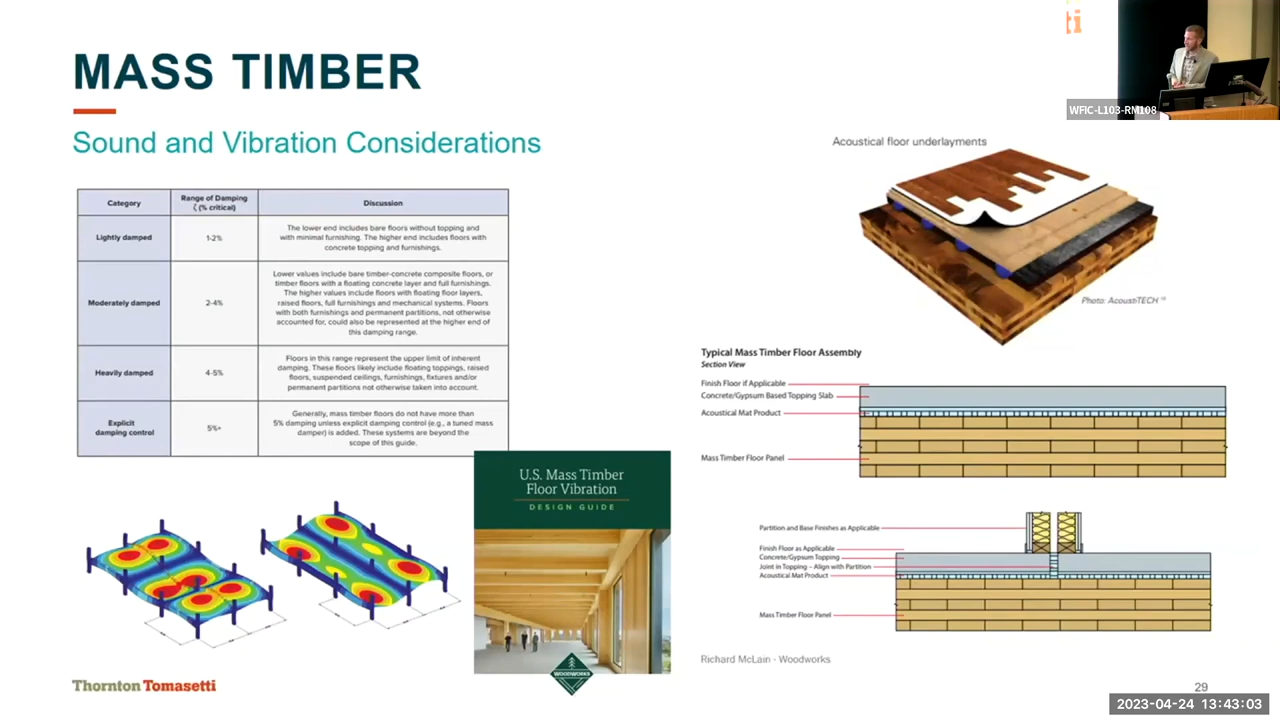 MASS TIMBER
Sound and Vibration Considerations
Category
Range of Damping
ζ (% critical)
Discussion
Lightly damped
1-2%
The lower end includes bare floors without topping and
with minimal furnishing. The higher end includes floors with
concrete topping and furnishings.
Moderately damped
2-4%
Lower values include bare timber-concrete composite floors, or
timber floors with a floating concrete layer and full furnishings.
The higher values include floors with floating floor layers,
raised floors, full furnishings and mechanical systems. Floors
with both furnishings and permanent partitions, not otherwise
accounted for, could also be represented at the higher end of
this damping range.
Heavily damped
4-5%
Floors in this range represent the upper limit of inherent
damping. These floors likely include floating toppings, raised
floors, suspended ceilings, furnishings, fixtures and/or
permanent partitions not otherwise taken into account.
Explicit
damping control
5%+
Generally, mass timber floors do not have more than
5% damping unless explicit damping control (e.g., a tuned mass
damper) is added. These systems are beyond the
scope of this guide.
U.S. Mass Timber
Floor Vibration
DESIGN GUIDE
WOODWORKS
Thornton Tomasetti
ti
WFIC-L103-RM108
Acoustical floor underlayments
Photo: AcoustiTECH
Typical Mass Timber Floor Assembly
Section View
Finish Floor if Applicable
Concrete/Gypsum Based Topping Slab
Acoustical Mat Product
Mass Timber Floor Panel
Partition and Base Finishes as Applicable
Finish Floor as Applicable
Concrete/Gypsum Topping
Joint in Topping – Align with Partition
Acoustical Mat Product
Mass Timber Floor Panel
Richard McLain - Woodworks
29
2023-04-24 13:43:03